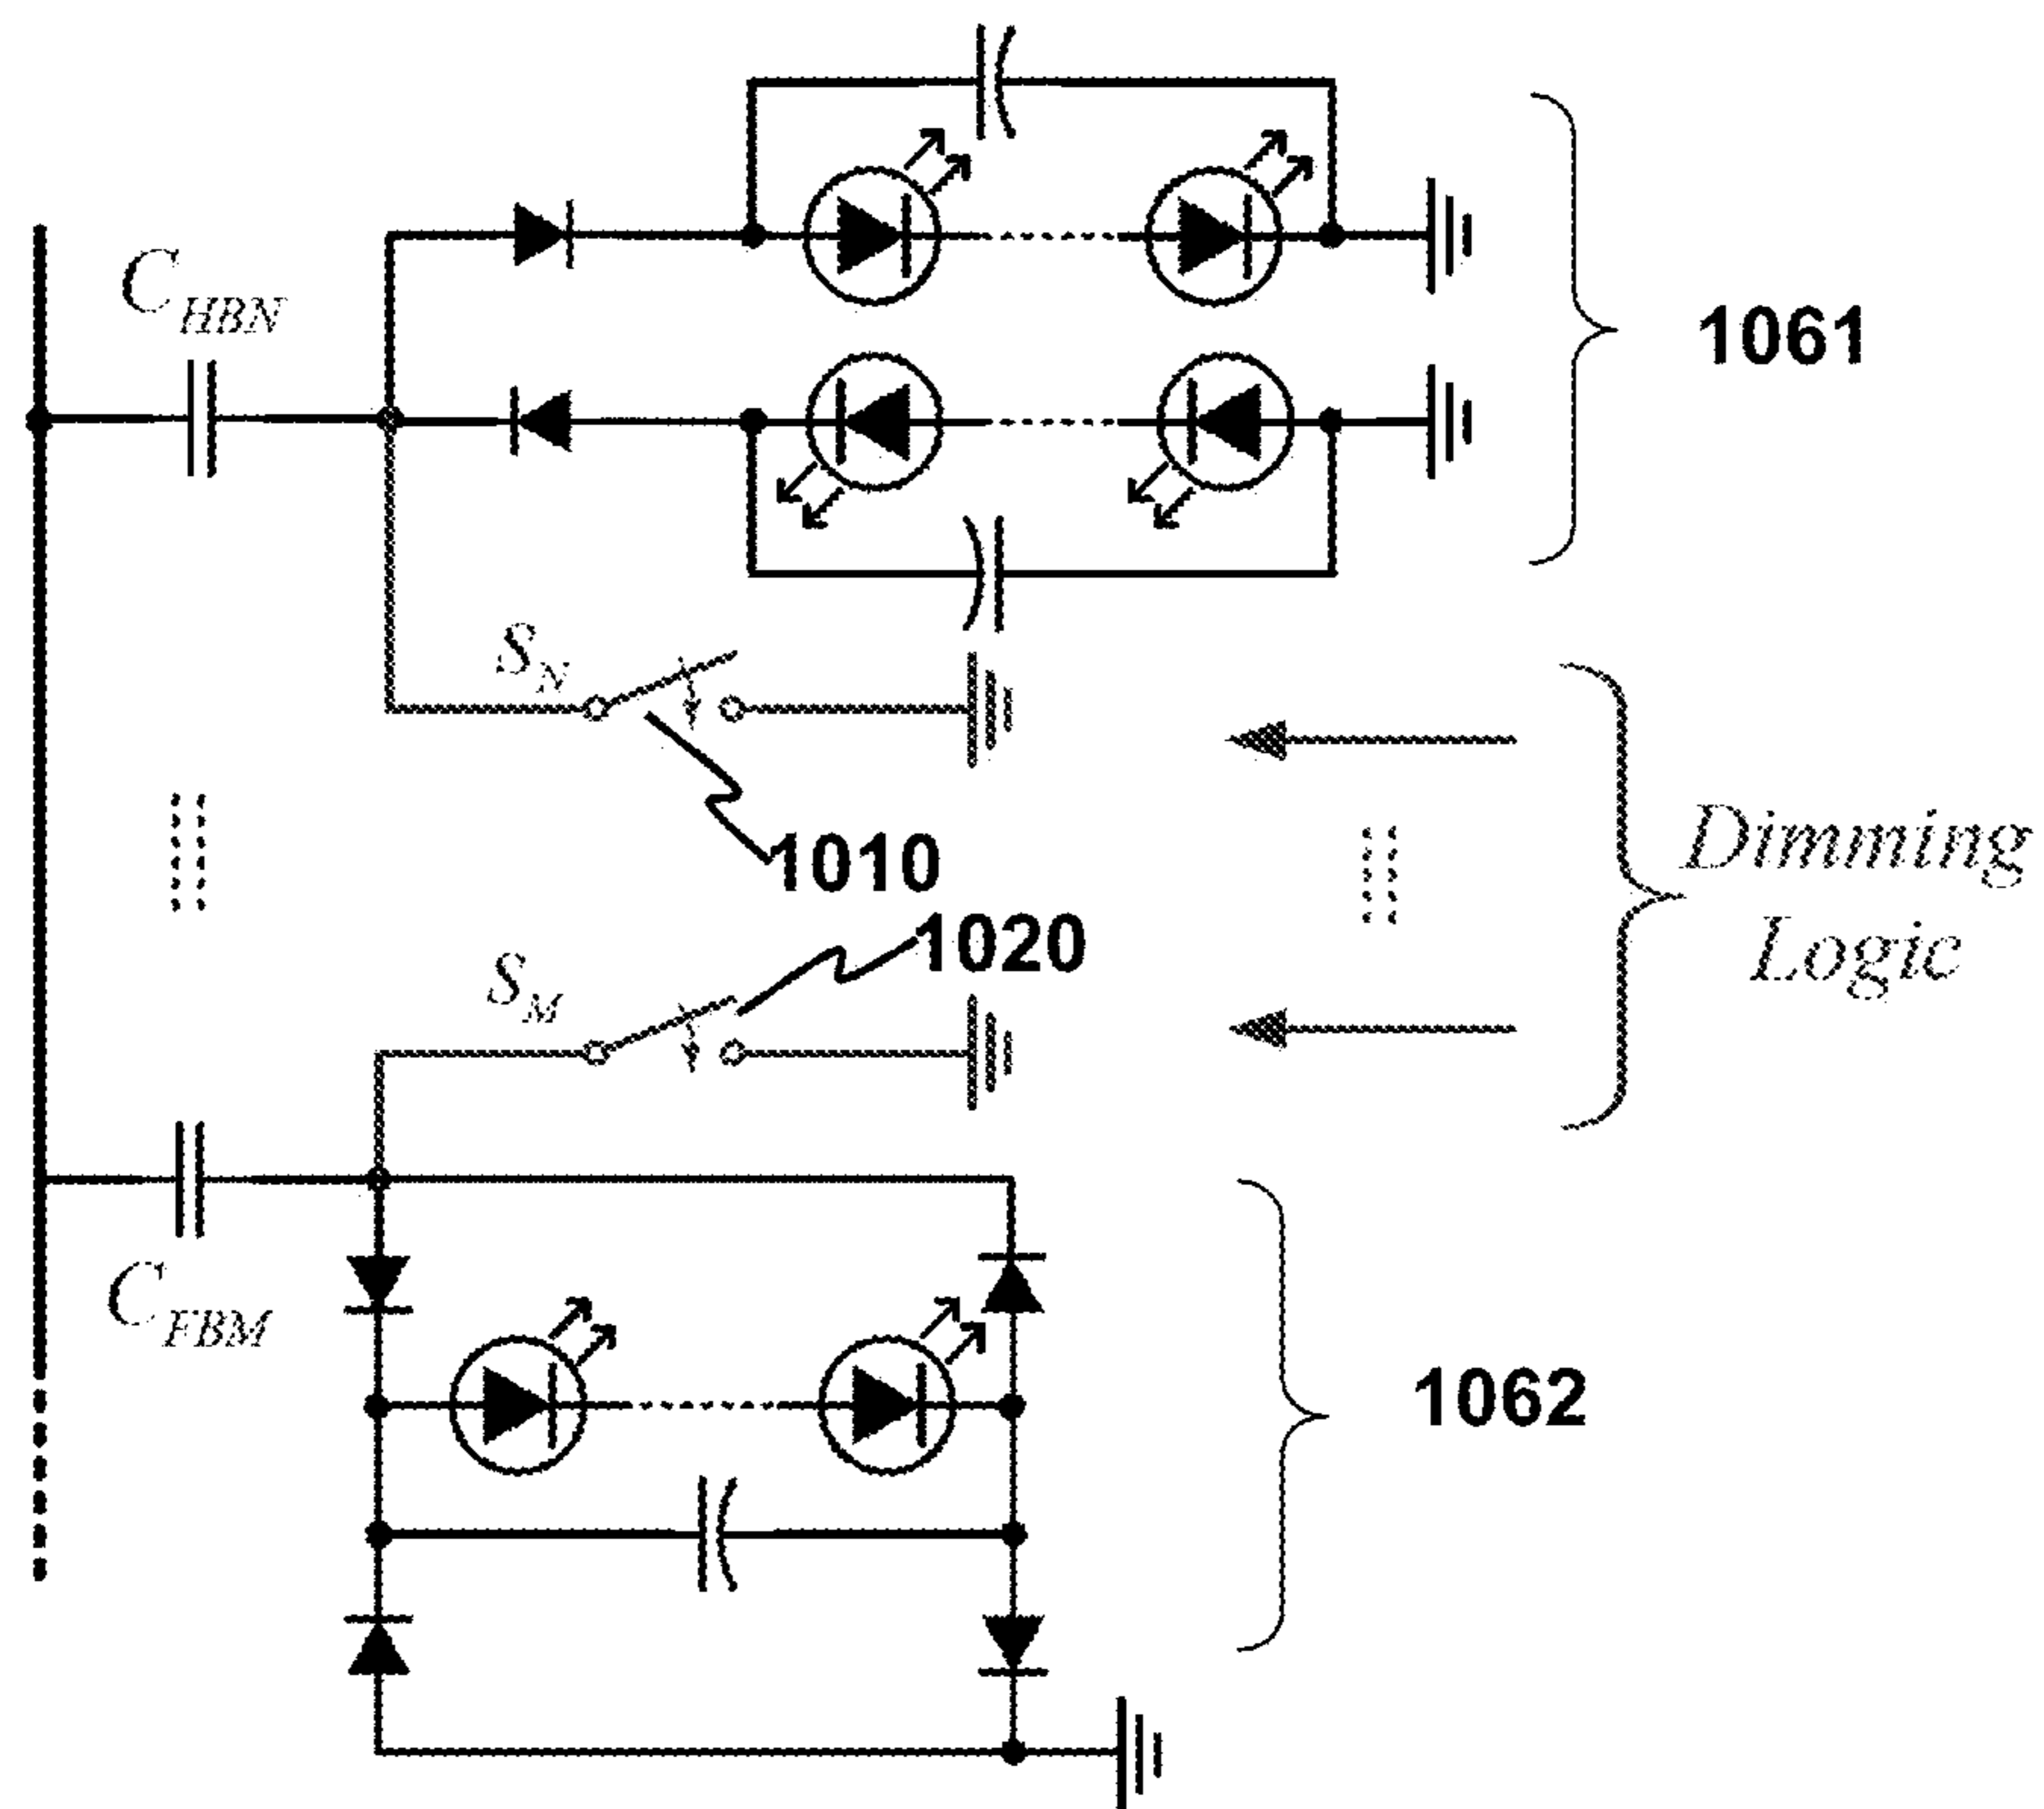 C_HBN
1061
S_N
1010
1020
Dimming
Logic
S_M
C_FBM
1062